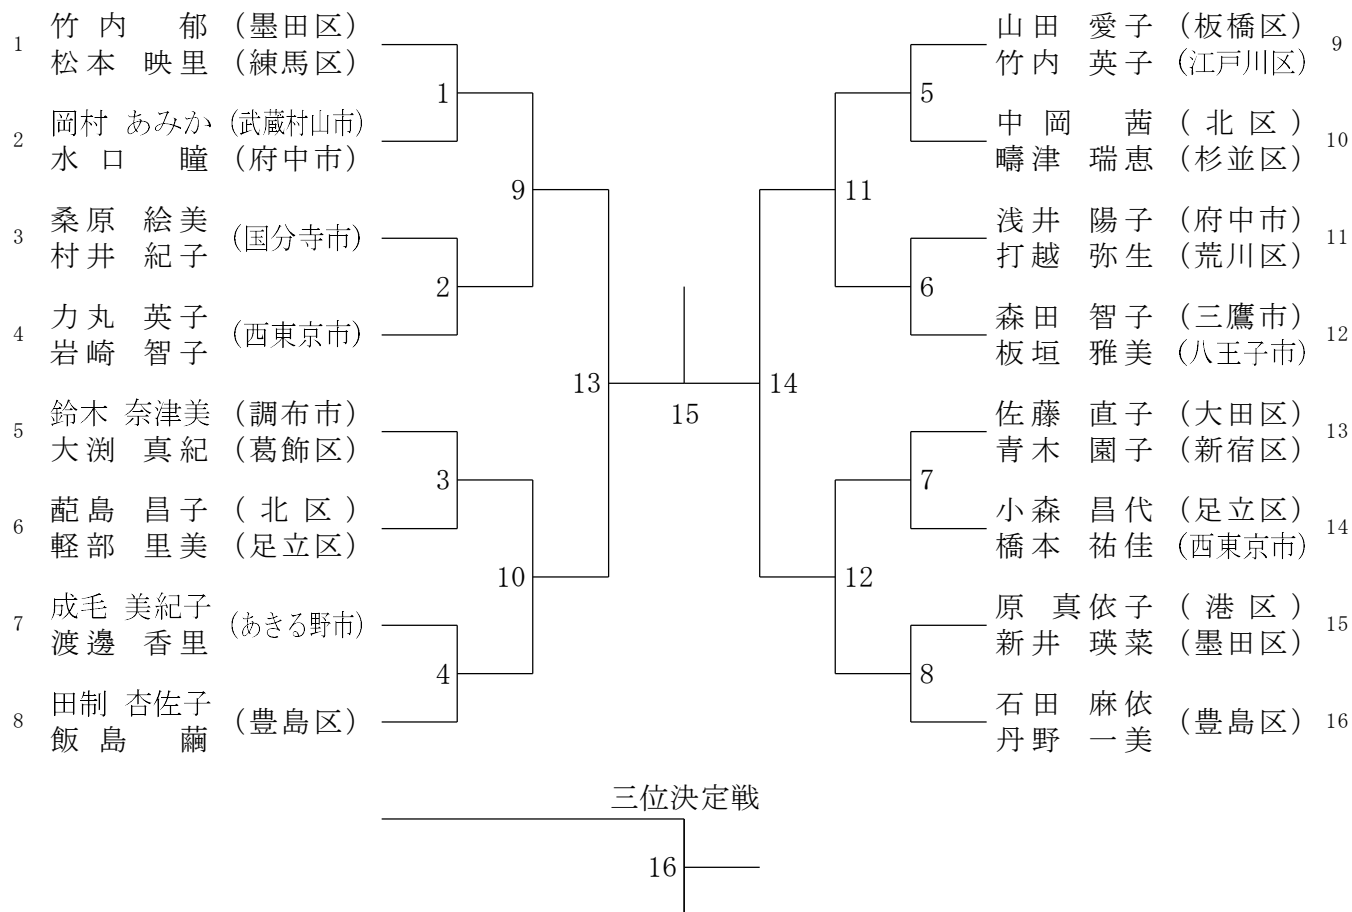 1 竹内 郁 (墨田区)
松本 映里 (練馬区)
2 岡村 あみか (武蔵村山市)
水口 瞳 (府中市)
3 桑原 絵美 (国分寺市)
村井 紀子
4 力丸 英子 (西東京市)
岩崎 智子
5 鈴木 奈津美 (調布市)
大渕 真紀 (葛飾区)
6 蓜島 昌子 (北区)
軽部 里美 (足立区)
7 成毛 美紀子 (あきる野市)
渡邊 香里
8 田制 杏佐子 (豊島区)
飯島 繭
1
2
3
4
9
10
13
15
14
11
12
5
6
7
8
山田 愛子 (板橋区) 9
竹内 英子 (江戸川区)
中岡 茜 (北区) 10
疇津 瑞恵 (杉並区)
浅井 陽子 (府中市) 11
打越 弥生 (荒川区)
森田 智子 (三鷹市) 12
板垣 雅美 (八王子市)
佐藤 直子 (大田区) 13
青木 園子 (新宿区)
小森 昌代 (足立区) 14
橋本 祐佳 (西東京市)
原 真依子 (港区) 15
新井 瑛菜 (墨田区)
石田 麻依 (豊島区) 16
丹野 一美
三位決定戦
16